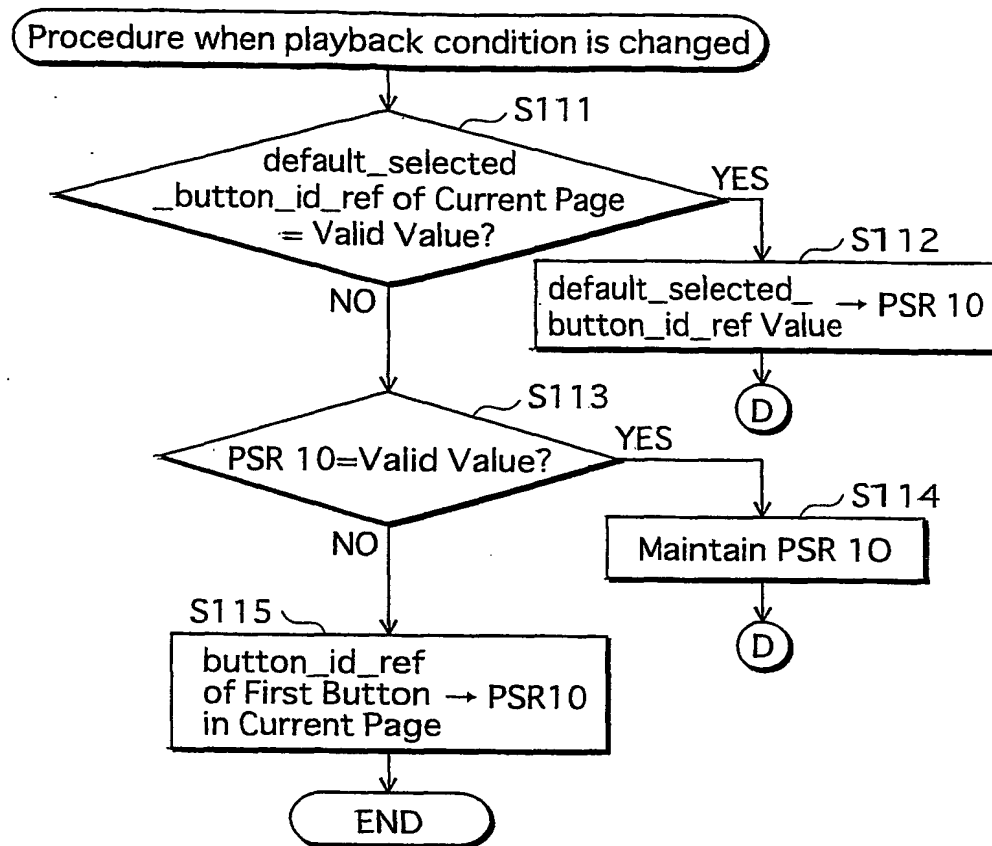 Procedure when playback condition is changed
S111
default_selected
_button_id_ref of Current Page
= Valid Value?
YES
NO
S112
default_selected_
button_id_ref Value → PSR 10
D
S113
PSR 10=Valid Value?
YES
NO
S114
Maintain PSR 10
D
S115
button_id_ref
of First Button → PSR10
in Current Page
END